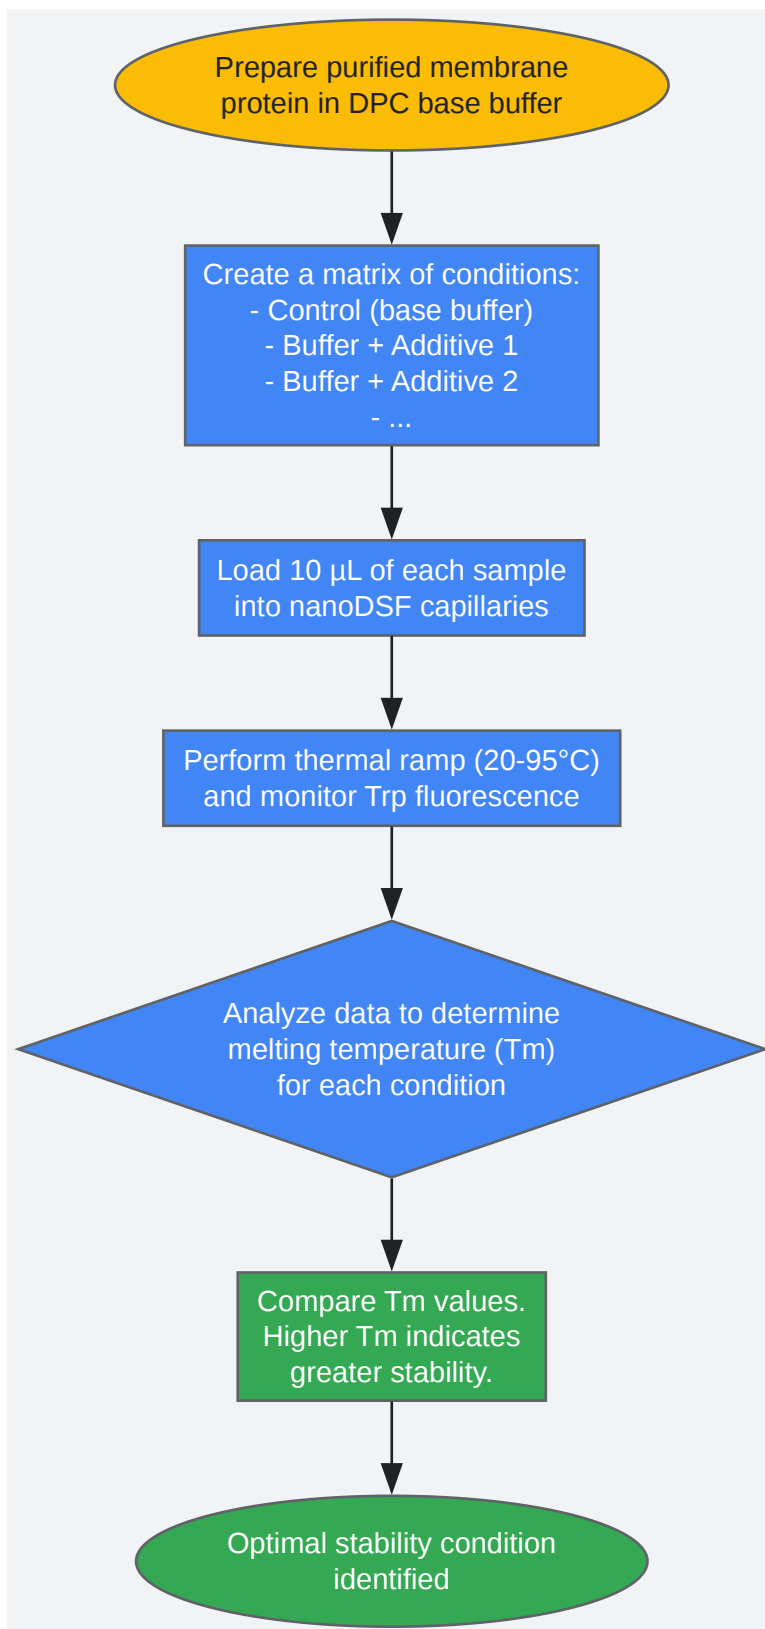 Prepare purified membrane
protein in DPC base buffer
Create a matrix of conditions:
- Control (base buffer)
- Buffer + Additive 1
- Buffer + Additive 2
- ...
Load 10 µL of each sample
into nanoDSF capillaries
Perform thermal ramp (20-95°C)
and monitor Trp fluorescence
Analyze data to determine
melting temperature (Tm)
for each condition
Compare Tm values.
Higher Tm indicates
greater stability.
Optimal stability condition
identified